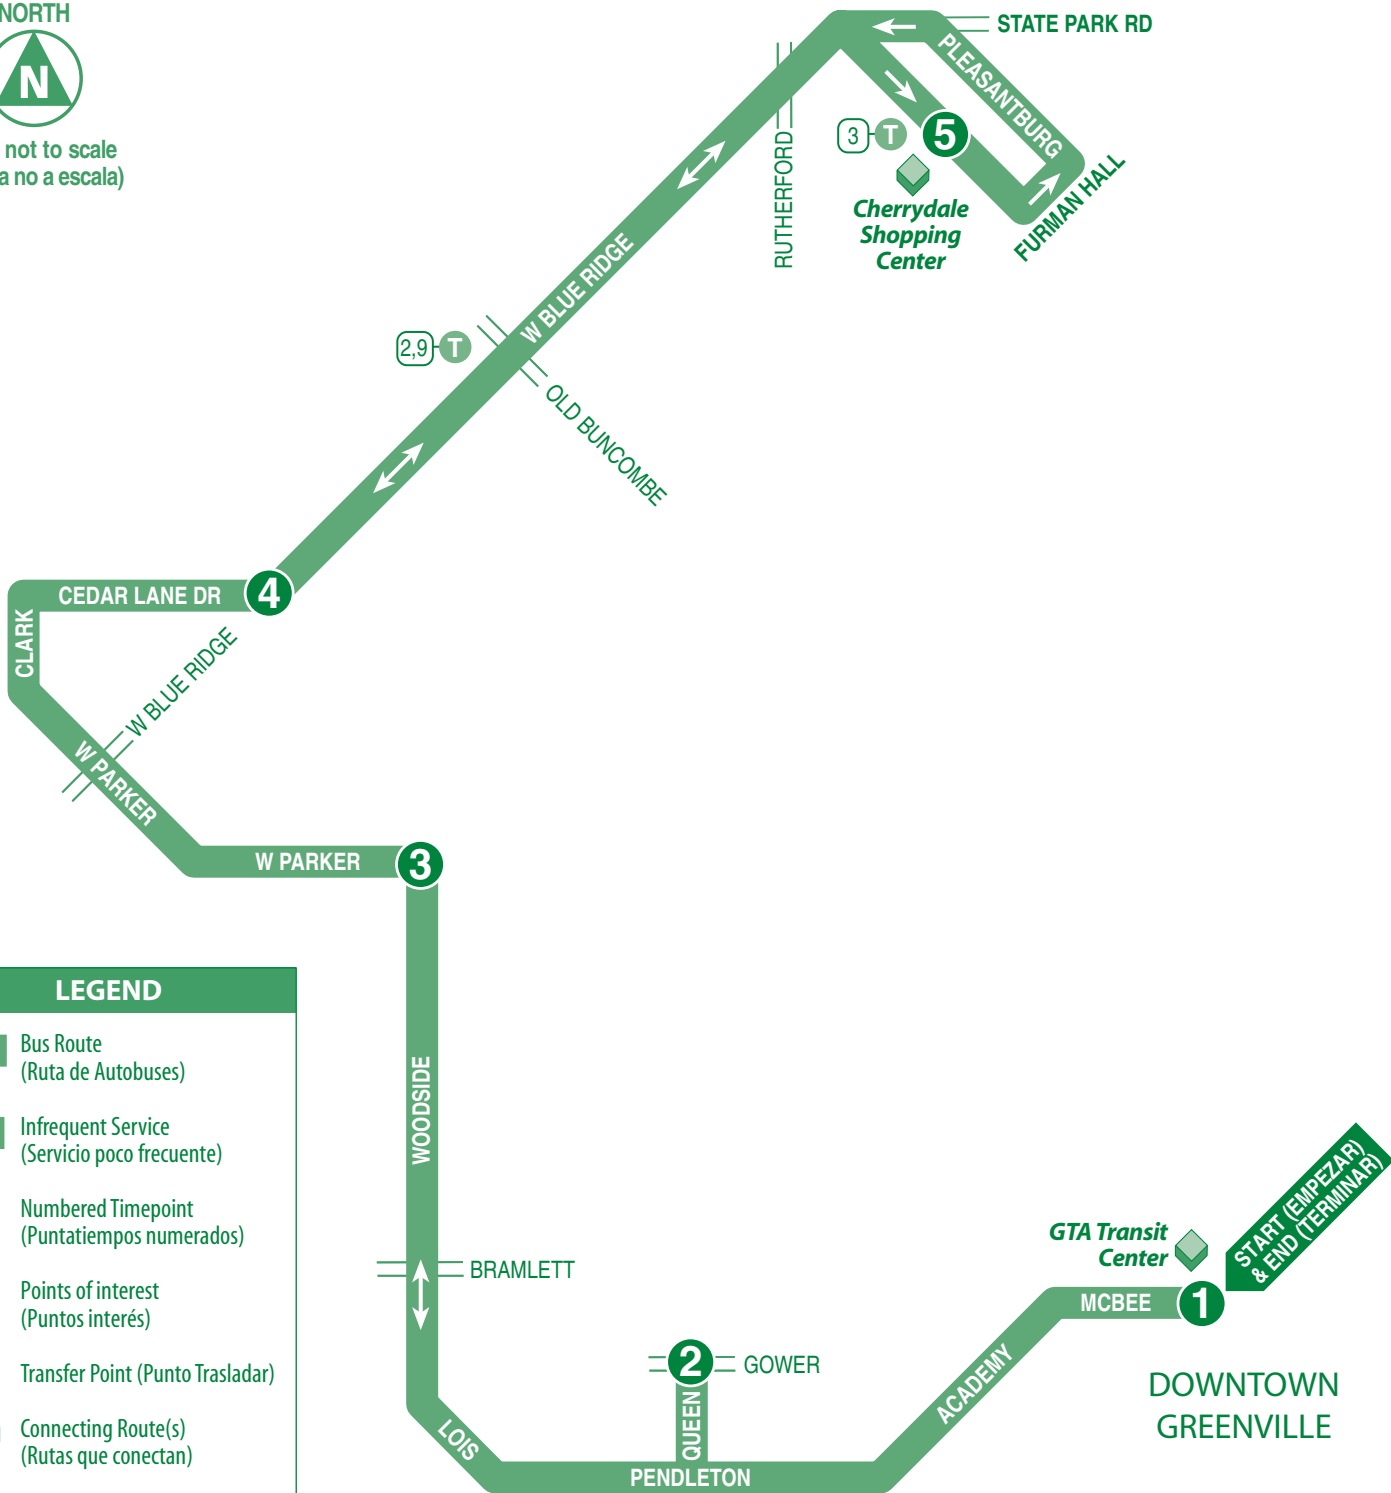 NORTH
N
not to scale
a no a escala)
STATE PARK RD
PLEASANTBURG
3 T 5
RUTHERFORD
Cherrydale
Shopping
Center
FURMAN HALL
W BLUE RIDGE
2,9 T
OLD BUNCOMBE
CEDAR LANE DR 4
CLARK
W BLUE RIDGE
W PARKER
W PARKER 3
WOODSIDE
BRAMLETT
LOIS
2 GOWER
QUEEN
PENDLETON
ACADEMY
MCBEE 1
GTA Transit
Center
START (EMPEZAR)
& END (TERMINAR)
DOWNTOWN
GREENVILLE
LEGEND
Bus Route
(Ruta de Autobuses)
Infrequent Service
(Servicio poco frecuente)
Numbered Timepoint
(Puntatiempos numerados)
Points of interest
(Puntos interés)
Transfer Point (Punto Trasladar)
Connecting Route(s)
(Rutas que conectan)